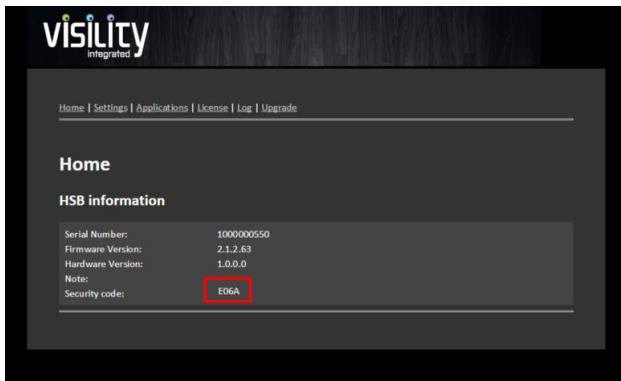 visility
integrated
Home | Settings | Applications | License | Log | Upgrade
Home
HSB information
Serial Number: 1000000550
Firmware Version: 2.1.2.63
Hardware Version: 1.0.0.0
Note:
Security code: E06A